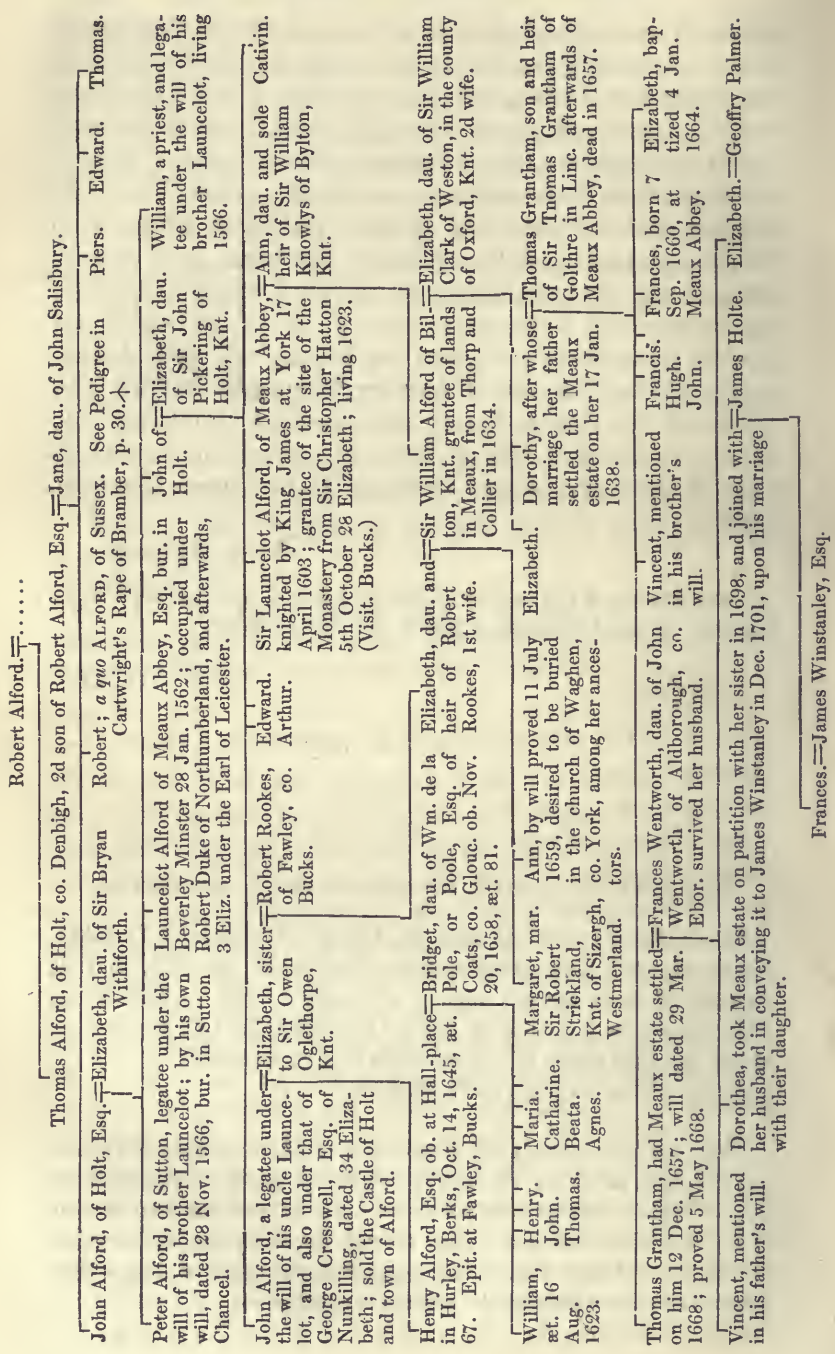 Robert Alford.=......
Thomas Alford, of Holt, co. Denbigh, 2d son of Robert Alford, Esq.=Jane, dau. of John Salisbury.
John Alford, of Holt, Esq.=Elizabeth, dau. of Sir Bryan
Withiforth.
Robert; a quo ALFORD, of Sussex. See Pedigree in
Cartwright's Rape of Bramber, p. 30.
Piers.
Edward.
Thomas.
Peter Alford, of Sutton, legatee under the
will of his brother Launcelot; by his own
will, dated 28 Nov. 1566, bur. in Sutton
Chancel.
Launcelot Alford of Meaux Abbey, Esq. bur. in
Beverley Minster 28 Jan. 1562; occupied under
Robert Duke of Northumberland, and afterwards,
3 Eliz. under the Earl of Leicester.
John of=Elizabeth, dau.
Holt.
of Sir John
Pickering of
Holt, Knt.
William, a priest, and lega-
tee under the will of his
brother Launcelot, living
1566.
John Alford, a legatee under=Elizabeth, sister=Robert Rookes,
the will of his uncle Launce-
lot, and also under that of
George Cresswell, Esq. of
Nunkilling, dated 34 Eliza-
beth; sold the Castle of Holt
and town of Alford.
to Sir Owen
Oglethorpe,
Knt.
of Fawley, co.
Bucks.
Edward.
Arthur.
Sir Launcelot Alford, of Meaux Abbey,=Ann, dau. and sole
knighted by King James at York 17
April 1603; grantee of the site of the
Monastery from Sir Christopher Hatton
5th October 28 Elizabeth; living 1623.
(Visit. Bucks.)
heir of Sir William
Knowlys of Bylton,
Knt.
Cativin.
Henry Alford, Esq. ob. at Hall-place=Bridget, dau. of Wm. de la
in Hurley, Berks, Oct. 14, 1645, æt.
67. Epit. at Fawley, Bucks.
Pole, or Poole, Esq. of
Coats, co. Glouc. ob. Nov.
20, 1658, æt. 81.
Elizabeth, dau. and=Sir William Alford of Bil-=Elizabeth, dau. of Sir William
heir of Robert
Rookes, 1st wife.
ton, Knt. grantee of lands
in Meaux, from Thorp and
Collier in 1634.
Clark of Weston, in the county
of Oxford, Knt. 2d wife.
William,
æt. 16
Aug.
1623.
Henry.
John.
Thomas.
Maria.
Catharine.
Beata.
Agnes.
Margaret, mar.
Sir Robert
Strickland,
Knt. of Sizergh,
Westmerland.
Ann, by will proved 11 July
1659, desired to be buried
in the church of Waghen,
co. York, among her ances-
tors.
Elizabeth.
Dorothy, after whose=Thomas Grantham, son and heir
marriage her father
settled the Meaux
estate on her 17 Jan.
1638.
of Sir Tnomas Grantham of
Golthre in Linc. afterwards of
Meaux Abbey, dead in 1657.
Thomas Grantham, had Meaux estate settled=Frances Wentworth, dau. of John
on him 12 Dec. 1657; will dated 29 Mar.
1668; proved 5 May 1668.
Wentworth of Aldborough, co.
Ebor. survived her husband.
Vincent, mentioned
in his brother's
will.
Francis.
Hugh.
John.
Frances, born 7
Sep. 1660, at
Meaux Abbey.
Elizabeth, bap-
tized 4 Jan.
1664.
Vincent, mentioned
in his father's will.
Dorothea, took Meaux estate on partition with her sister in 1698, and joined with=James Holte.
her husband in conveying it to James Winstanley in Dec. 1701, upon his marriage
with their daughter.
Elizabeth.=Geoffry Palmer.
Frances.=James Winstanley, Esq.